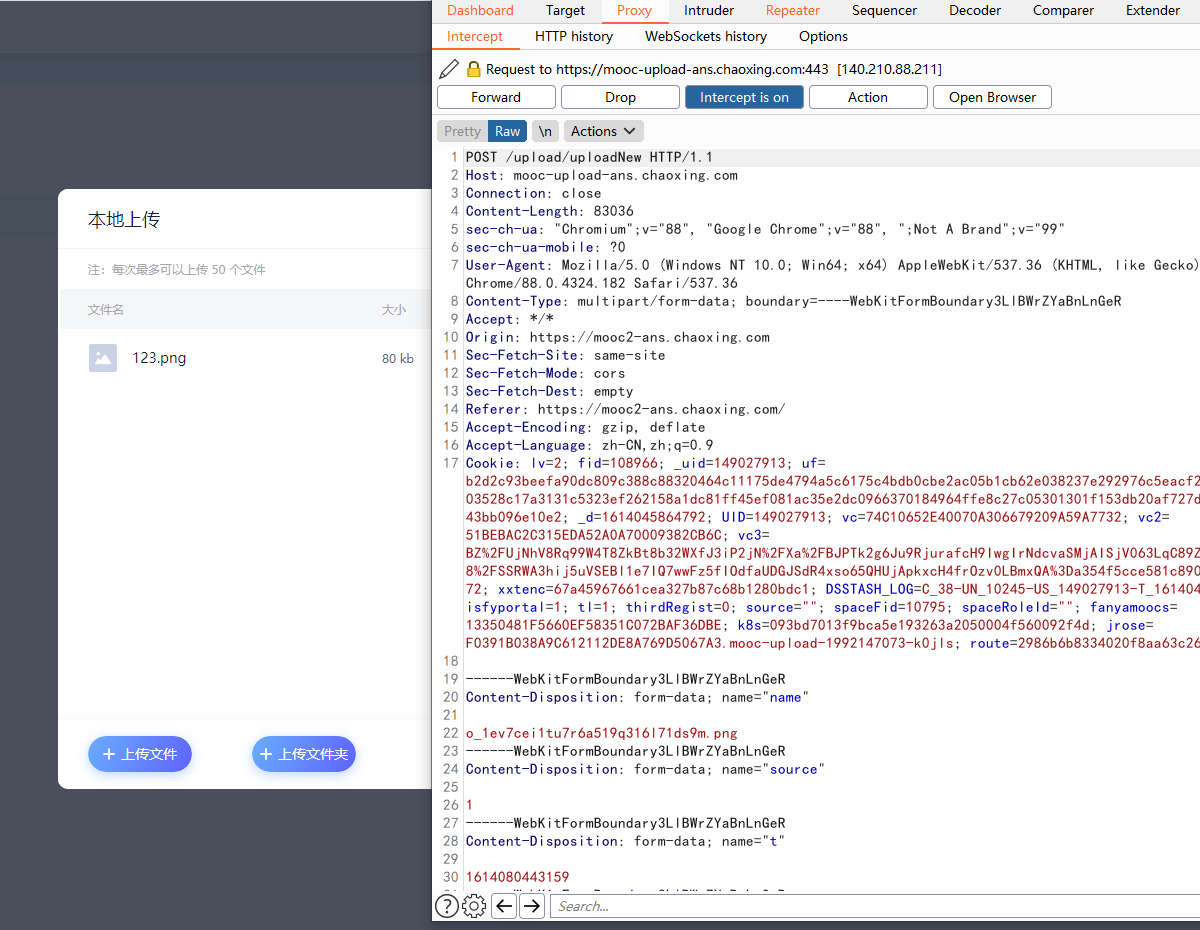 本地上传
注: 每次最多可以上传 50 个文件
文件名 大小
123.png 80 kb
上传文件 上传文件夹
Dashboard Target Proxy Intruder Repeater Sequencer Decoder Comparer Extender
Intercept HTTP history WebSockets history Options
Request to https://mooc-upload-ans.chaoxing.com:443 [140.210.88.211]
Forward Drop Intercept is on Action Open Browser
Pretty Raw \n Actions
1 POST /upload/uploadNew HTTP/1.1
2 Host: mooc-upload-ans.chaoxing.com
3 Connection: close
4 Content-Length: 83036
5 sec-ch-ua: "Chromium";v="88", "Google Chrome";v="88", ";Not A Brand";v="99"
6 sec-ch-ua-mobile: ?0
7 User-Agent: Mozilla/5.0 (Windows NT 10.0; Win64; x64) AppleWebKit/537.36 (KHTML, like Gecko)
Chrome/88.0.4324.182 Safari/537.36
8 Content-Type: multipart/form-data; boundary=----WebKitFormBoundary3LlBWrZYaBnLnGeR
9 Accept: */*
10 Origin: https://mooc2-ans.chaoxing.com
11 Sec-Fetch-Site: same-site
12 Sec-Fetch-Mode: cors
13 Sec-Fetch-Dest: empty
14 Referer: https://mooc2-ans.chaoxing.com/
15 Accept-Encoding: gzip, deflate
16 Accept-Language: zh-CN,zh;q=0.9
17 Cookie: lv=2; fid=108966; _uid=149027913; uf=
b2d2c93beefa90dc809c388c88320464c11175de4794a5c6175c4bdb0cbe2ac05b1cb62e038237e292976c5eacf2
03528c17a3131c5323ef262158a1dc81ff45ef081ac35e2dc0966370184964ffe8c27c05301301f153db20af727d
43bb096e10e2; _d=1614045864792; UID=149027913; vc=74C10652E40070A306679209A59A7732; vc2=
51BEBAC2C315EDA52A0A70009382CB6C; vc3=
BZ%2FUjNhV8Rq99W4T8ZkBt8b32WXfJ3iP2jN%2FXa%2FBJPTk2g6Ju9RjurafcH9IwgIrNdcvaSMjAISjVO63LqC89Z
8%2FSSRWA3hij5uVSEBl1e7lQ7wwFz5flOdfaUDGJSdR4xso65QHUjApkxcH4frOzvOLBmxQA%3Da354f5cce581c890
72; xxtenc=67a45967661cea327b87c68b1280bdc1; DSSTASH_LOG=C_38-UN_10245-US_149027913-T_161404
isfyportal=1; tl=1; thirdRegist=0; source=""; spaceFid=10795; spaceRoleId=""; fanyamoocs=
13350481F5660EF58351C072BAF36DBE; k8s=093bd7013f9bca5e193263a2050004f560092f4d; jrose=
F0391B038A9C612112DE8A769D5067A3.mooc-upload-1992147073-k0jls; route=2986b6b8334020f8aa63c26
18
19 ------WebKitFormBoundary3LlBWrZYaBnLnGeR
20 Content-Disposition: form-data; name="name"
21
22 o_1ev7cei1tu7r6a519q316l71ds9m.png
23 ------WebKitFormBoundary3LlBWrZYaBnLnGeR
24 Content-Disposition: form-data; name="source"
25
26 1
27 ------WebKitFormBoundary3LlBWrZYaBnLnGeR
28 Content-Disposition: form-data; name="t"
29
30 1614080443159
Search...